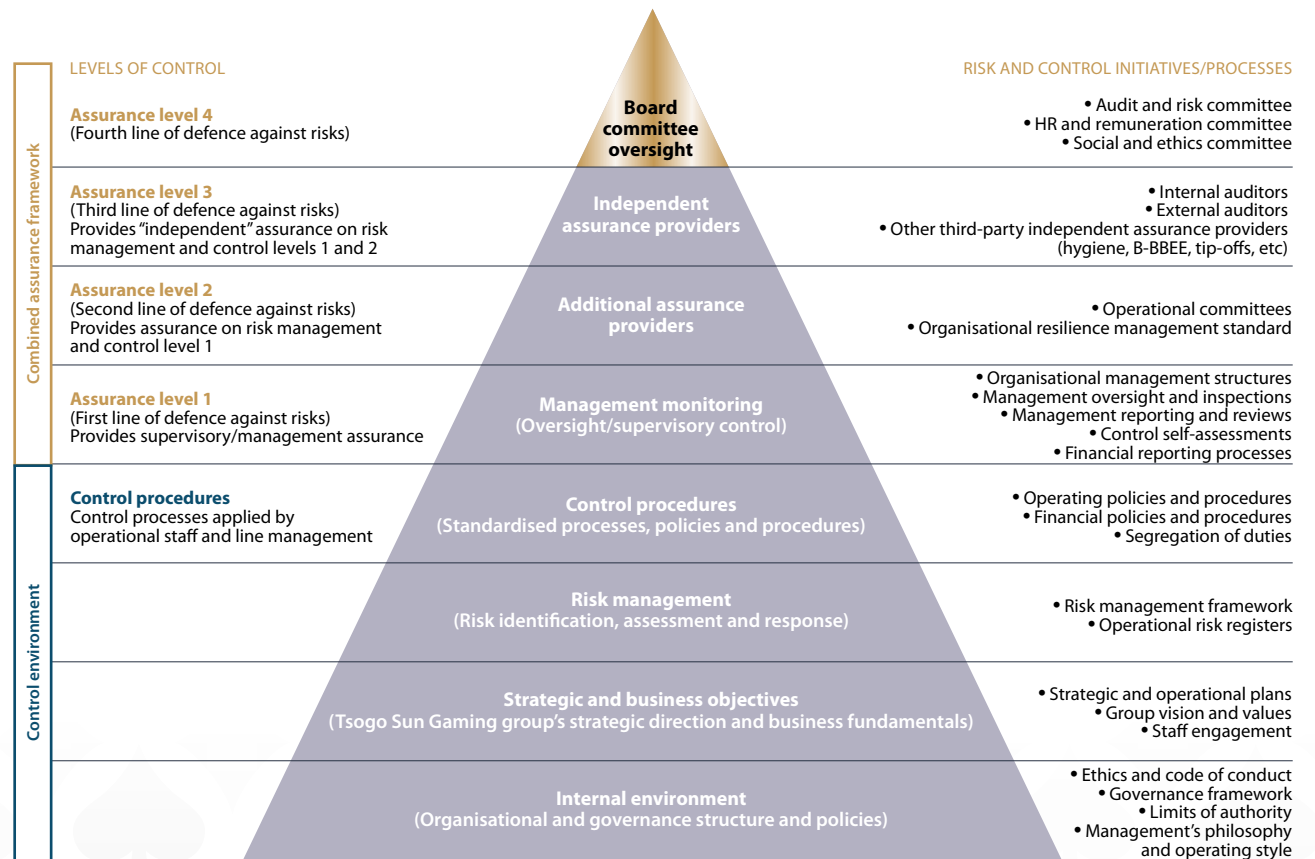 LEVELS OF CONTROL
RISK AND CONTROL INITIATIVES/PROCESSES
Combined assurance framework
Assurance level 4
(Fourth line of defence against risks)
Board
committee
oversight
• Audit and risk committee
• HR and remuneration committee
• Social and ethics committee
Assurance level 3
(Third line of defence against risks)
Provides “independent” assurance on risk
management and control levels 1 and 2
Independent
assurance providers
• Internal auditors
• External auditors
• Other third-party independent assurance providers
(hygiene, B-BBEE, tip-offs, etc)
Assurance level 2
(Second line of defence against risks)
Provides assurance on risk management
and control level 1
Additional assurance
providers
• Operational committees
• Organisational resilience management standard
Assurance level 1
(First line of defence against risks)
Provides supervisory/management assurance
Management monitoring
(Oversight/supervisory control)
• Organisational management structures
• Management oversight and inspections
• Management reporting and reviews
• Control self-assessments
• Financial reporting processes
Control environment
Control procedures
Control processes applied by
operational staff and line management
Control procedures
(Standardised processes, policies and procedures)
• Operating policies and procedures
• Financial policies and procedures
• Segregation of duties
Risk management
(Risk identification, assessment and response)
• Risk management framework
• Operational risk registers
Strategic and business objectives
(Tsogo Sun Gaming group’s strategic direction and business fundamentals)
• Strategic and operational plans
• Group vision and values
• Staff engagement
Internal environment
(Organisational and governance structure and policies)
• Ethics and code of conduct
• Governance framework
• Limits of authority
• Management’s philosophy
and operating style